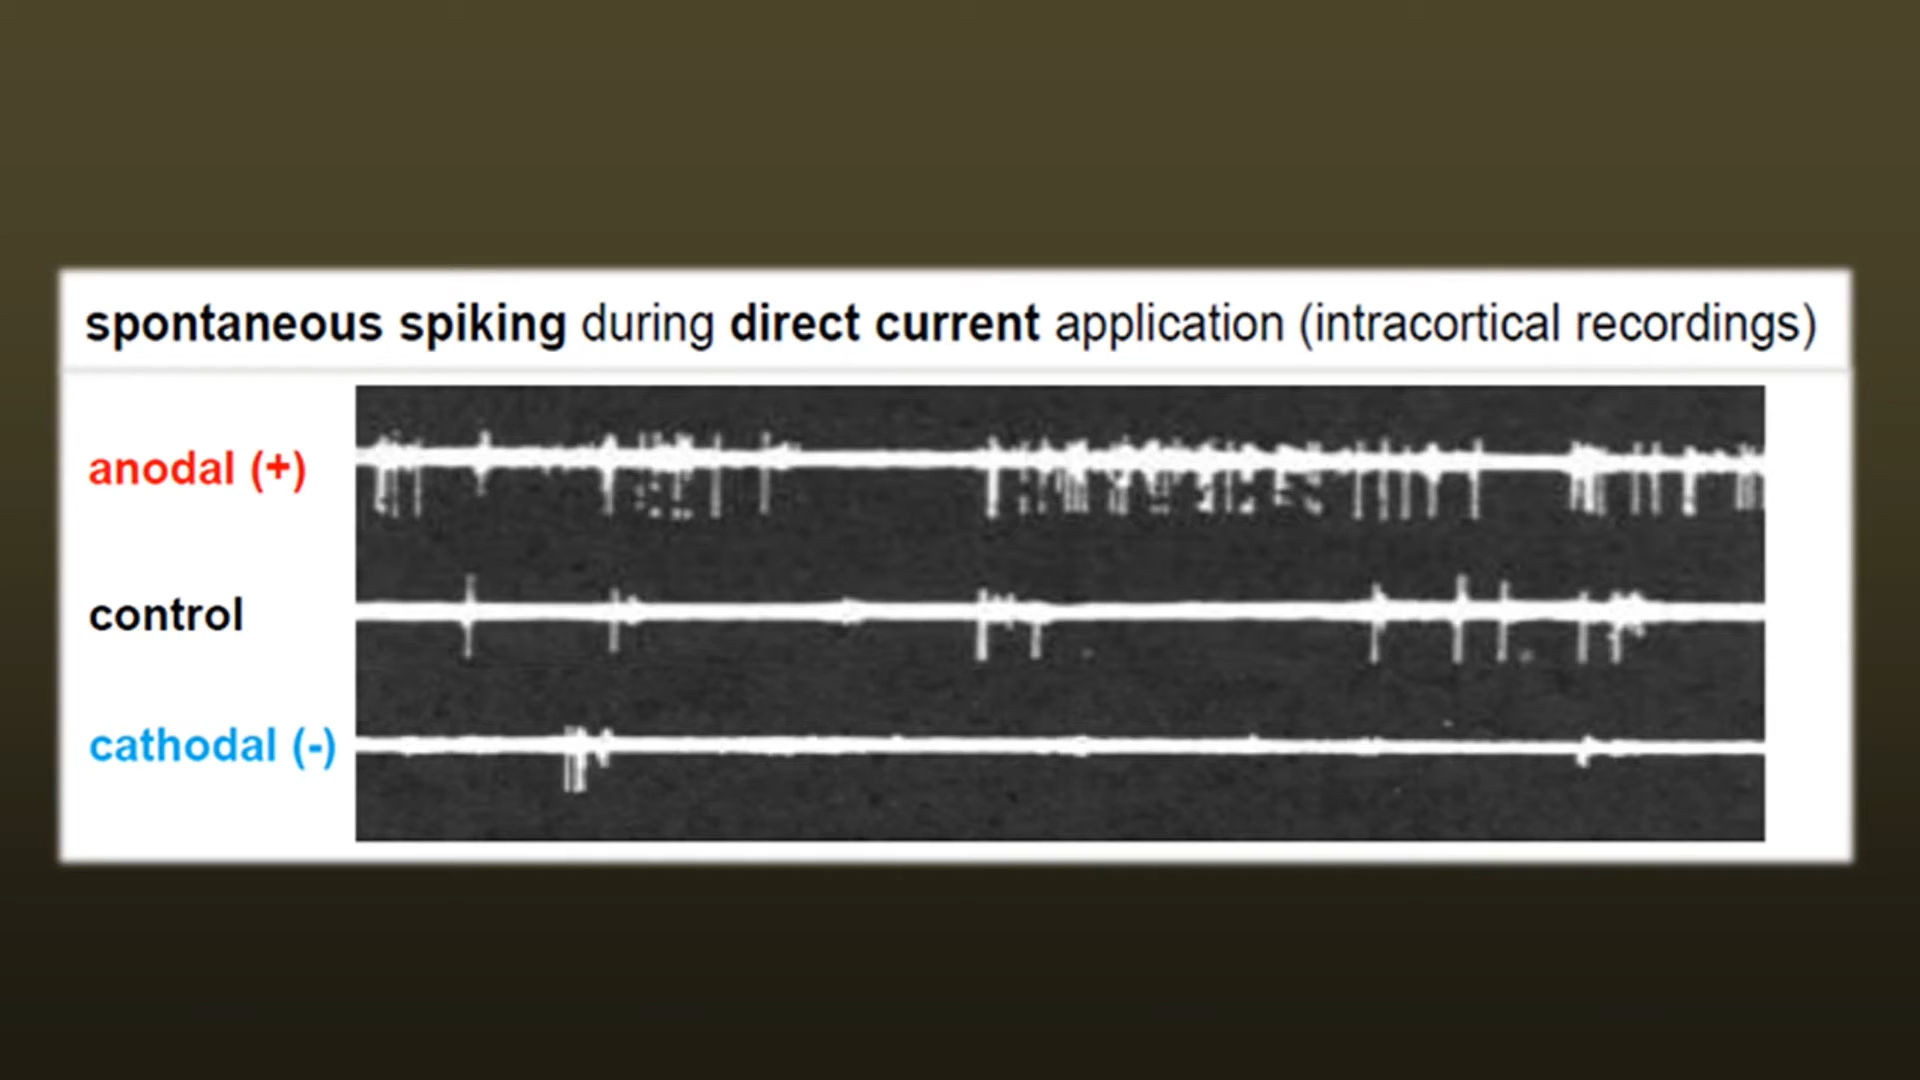 spontaneous spiking during direct current application (intracortical recordings)
anodal (+)
control
cathodal (-)